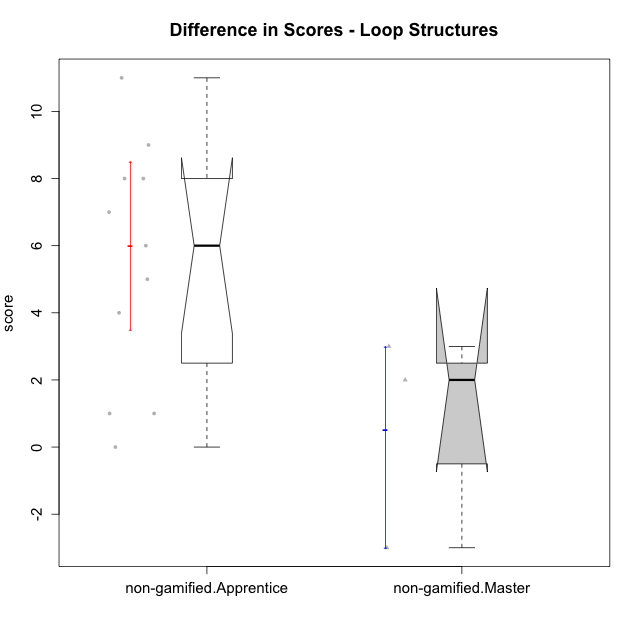 Difference in Scores - Loop Structures
score
10
8
6
4
2
0
-2
non-gamified.Apprentice
non-gamified.Master